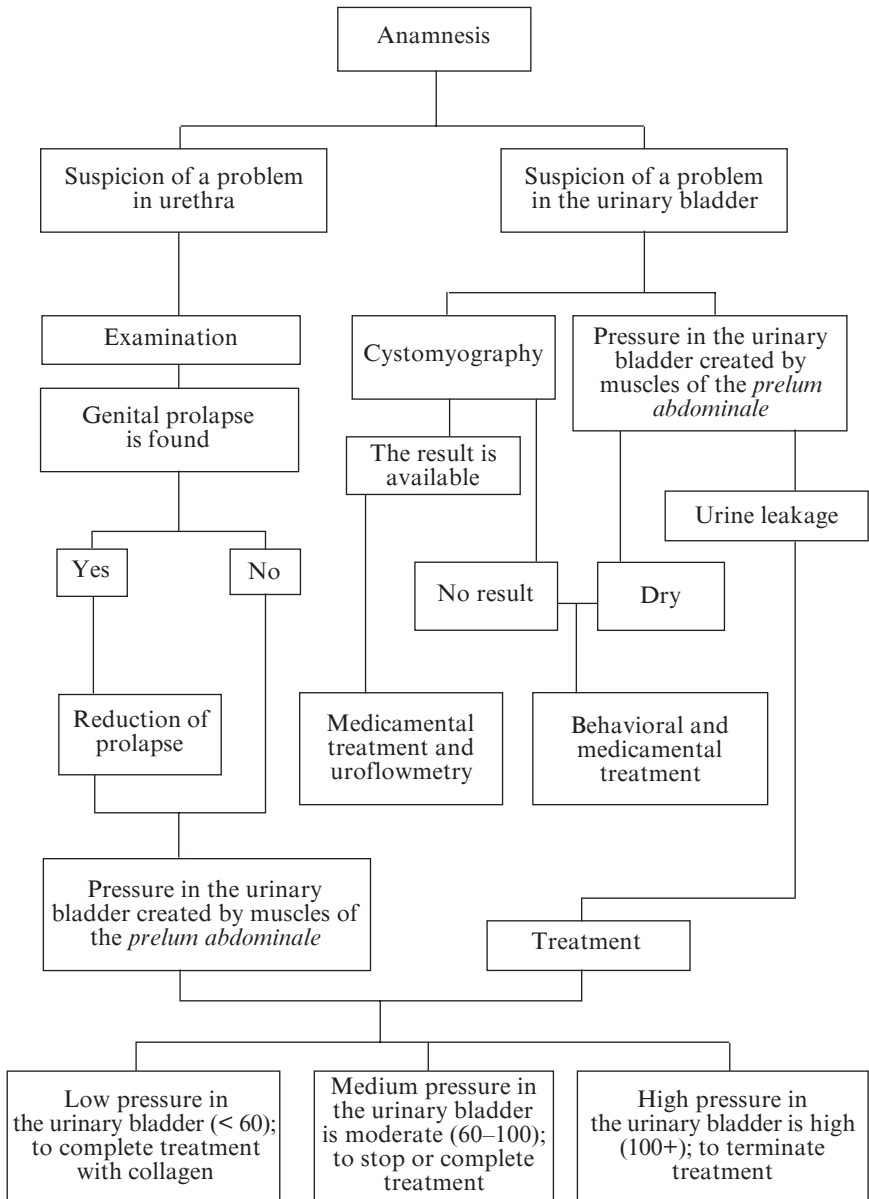 Anamnesis
Suspicion of a problem
in urethra
Suspicion of a problem
in the urinary bladder
Examination
Cystomyography
Pressure in the urinary
bladder created by
muscles of the prelum
abdominale
Genital prolapse
is found
The result is
available
Urine leakage
Yes
No
No result
Dry
Reduction of
prolapse
Medicamental
treatment and
uroflowmetry
Behavioral and
medicamental
treatment
Pressure in the urinary
bladder created by muscles of
the prelum abdominale
Treatment
Low pressure in
the urinary bladder (< 60);
to complete treatment
with collagen
Medium pressure in
the urinary bladder
is moderate (60–100);
to stop or complete
treatment
High pressure in
the urinary bladder is high
(100+); to terminate
treatment